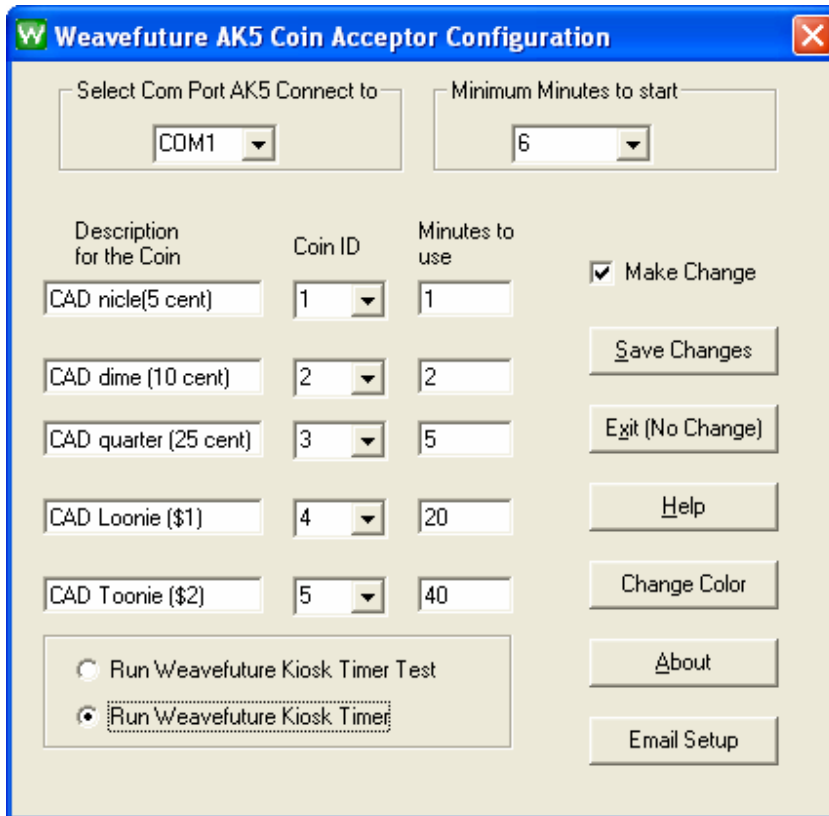 W Weavefuture AK5 Coin Acceptor Configuration
Select Com Port AK5 Connect to
COM1
Minimum Minutes to start
6
Description
for the Coin
Coin ID
Minutes to
use
CAD nicle(5 cent)
1
1
CAD dime (10 cent)
2
2
CAD quarter (25 cent)
3
5
CAD Loonie ($1)
4
20
CAD Toonie ($2)
5
40
Run Weavefuture Kiosk Timer Test
Run Weavefuture Kiosk Timer
Make Change
Save Changes
Exit (No Change)
Help
Change Color
About
Email Setup